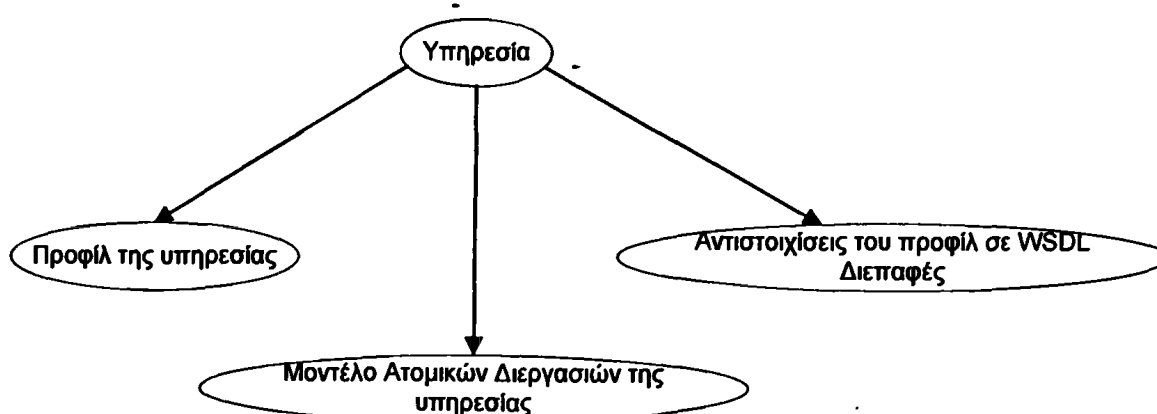 Υπηρεσία
Προφίλ της υπηρεσίας
Αντιστοιχίσεις του προφίλ σε WSDL
Διεπαφές
Μοντέλο Ατομικών Διεργασιών της
υπηρεσίας